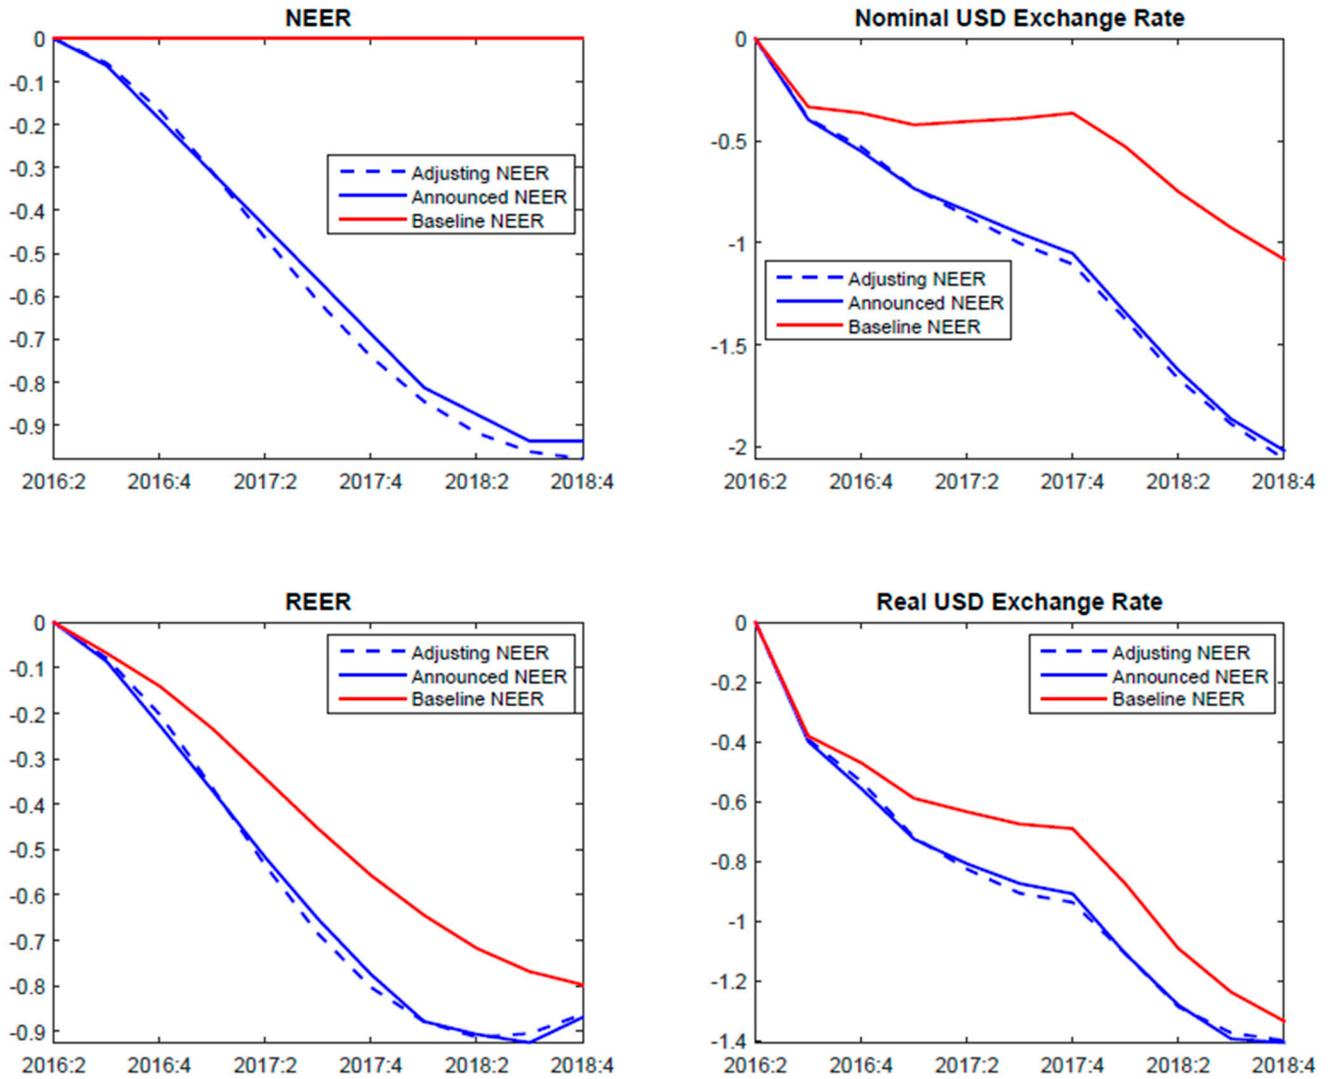 NEER
0
-0.1
-0.2
-0.3
-0.4
-0.5
-0.6
-0.7
-0.8
-0.9
Adjusting NEER
Announced NEER
Baseline NEER
2016:2 2016:4 2017:2 2017:4 2018:2 2018:4
Nominal USD Exchange Rate
0
-0.5
-1
-1.5
-2
Adjusting NEER
Announced NEER
Baseline NEER
2016:2 2016:4 2017:2 2017:4 2018:2 2018:4
REER
0
-0.1
-0.2
-0.3
-0.4
-0.5
-0.6
-0.7
-0.8
-0.9
Adjusting NEER
Announced NEER
Baseline NEER
2016:2 2016:4 2017:2 2017:4 2018:2 2018:4
Real USD Exchange Rate
0
-0.2
-0.4
-0.6
-0.8
-1
-1.2
-1.4
Adjusting NEER
Announced NEER
Baseline NEER
2016:2 2016:4 2017:2 2017:4 2018:2 2018:4